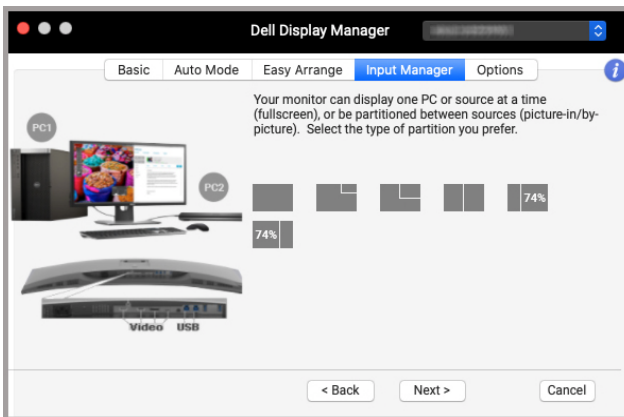 Dell Display Manager
Basic
Auto Mode
Easy Arrange
Input Manager
Options
i
Your monitor can display one PC or source at a time
(fullscreen), or be partitioned between sources (picture-in/by-
picture). Select the type of partition you prefer.
PC1
PC2
74%
74%
Video
USB
< Back
Next >
Cancel